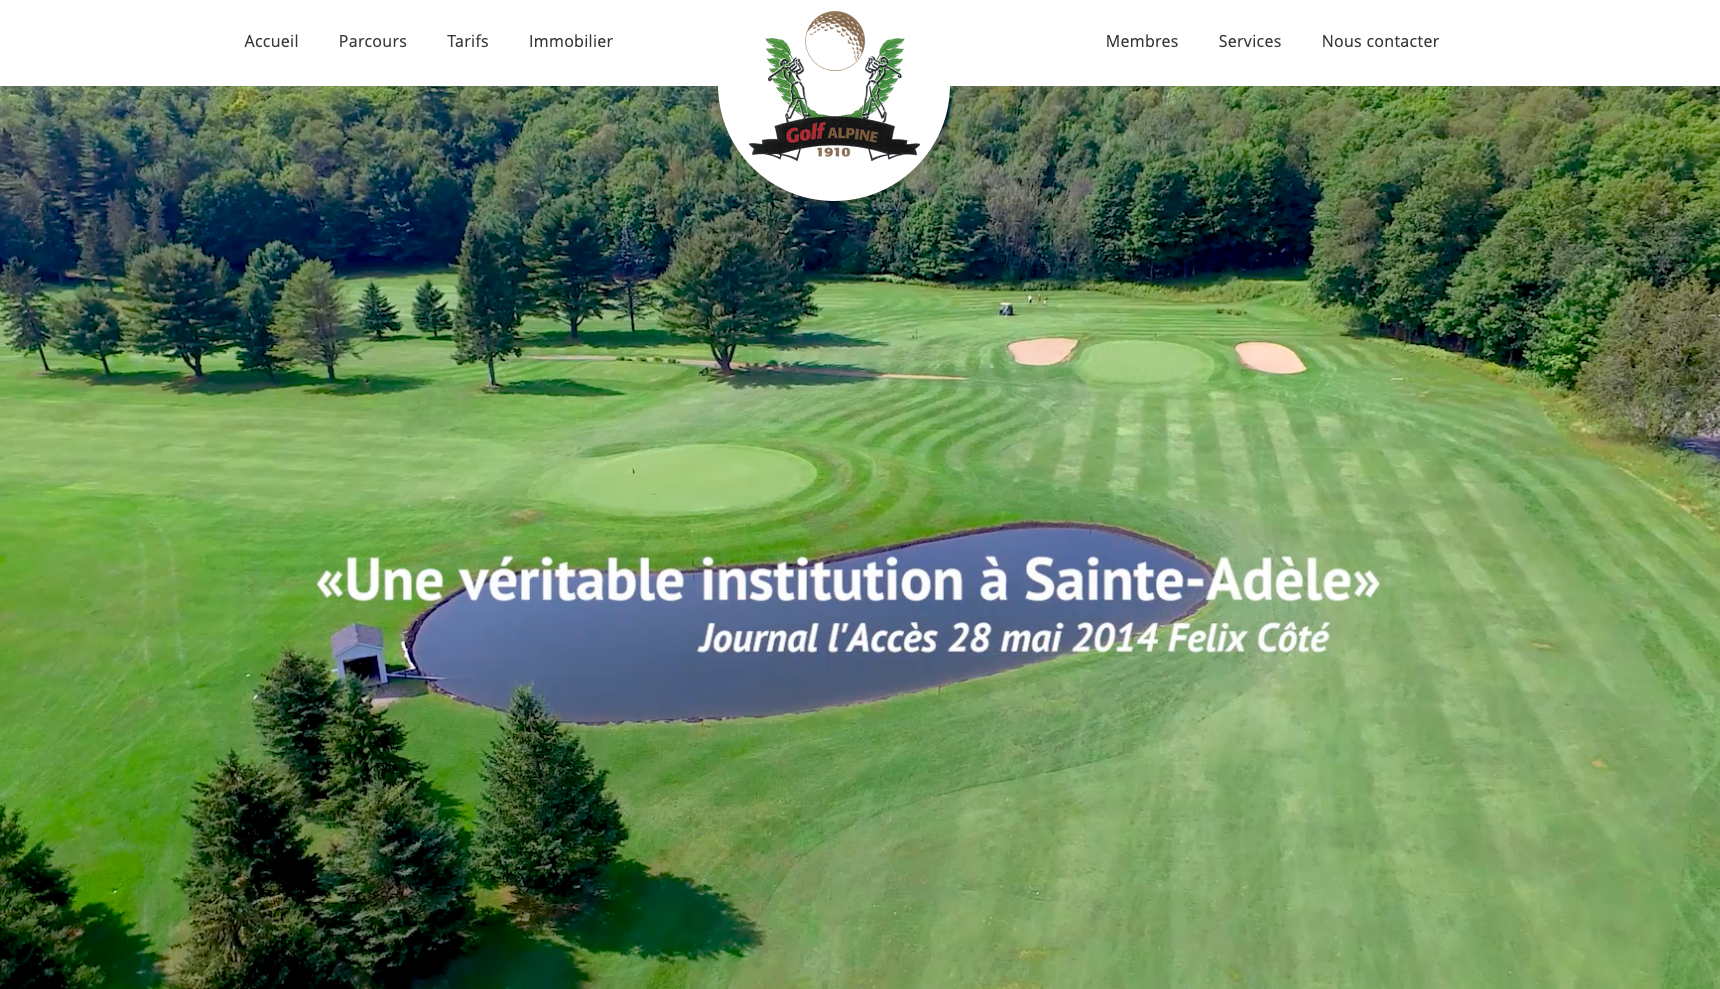 Accueil
Parcours
Tarifs
Immobilier
Golf ALPINE
1910
Membres
Services
Nous contacter
«Une véritable institution à Sainte-Adèle»
Journal l'Accès 28 mai 2014 Felix Côté